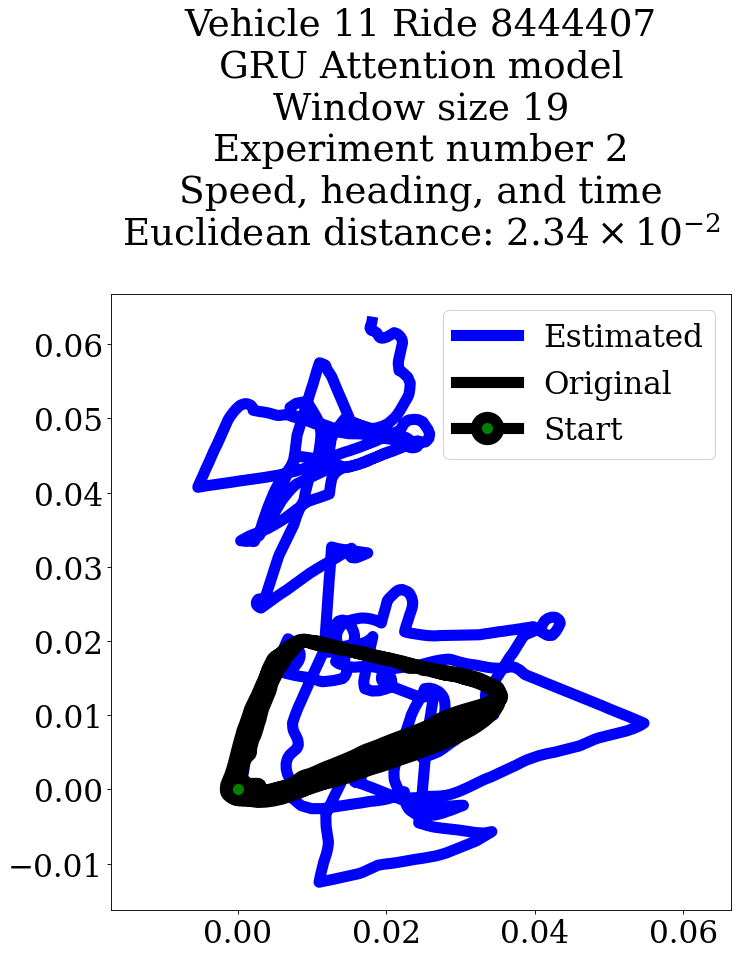 Vehicle 11 Ride 8444407
GRU Attention model
Window size 19
Experiment number 2
Speed, heading, and time
Euclidean distance: 2.34 × 10⁻²
Estimated
Original
Start
0.06
0.05
0.04
0.03
0.02
0.01
0.00
−0.01
0.00 0.02 0.04 0.06